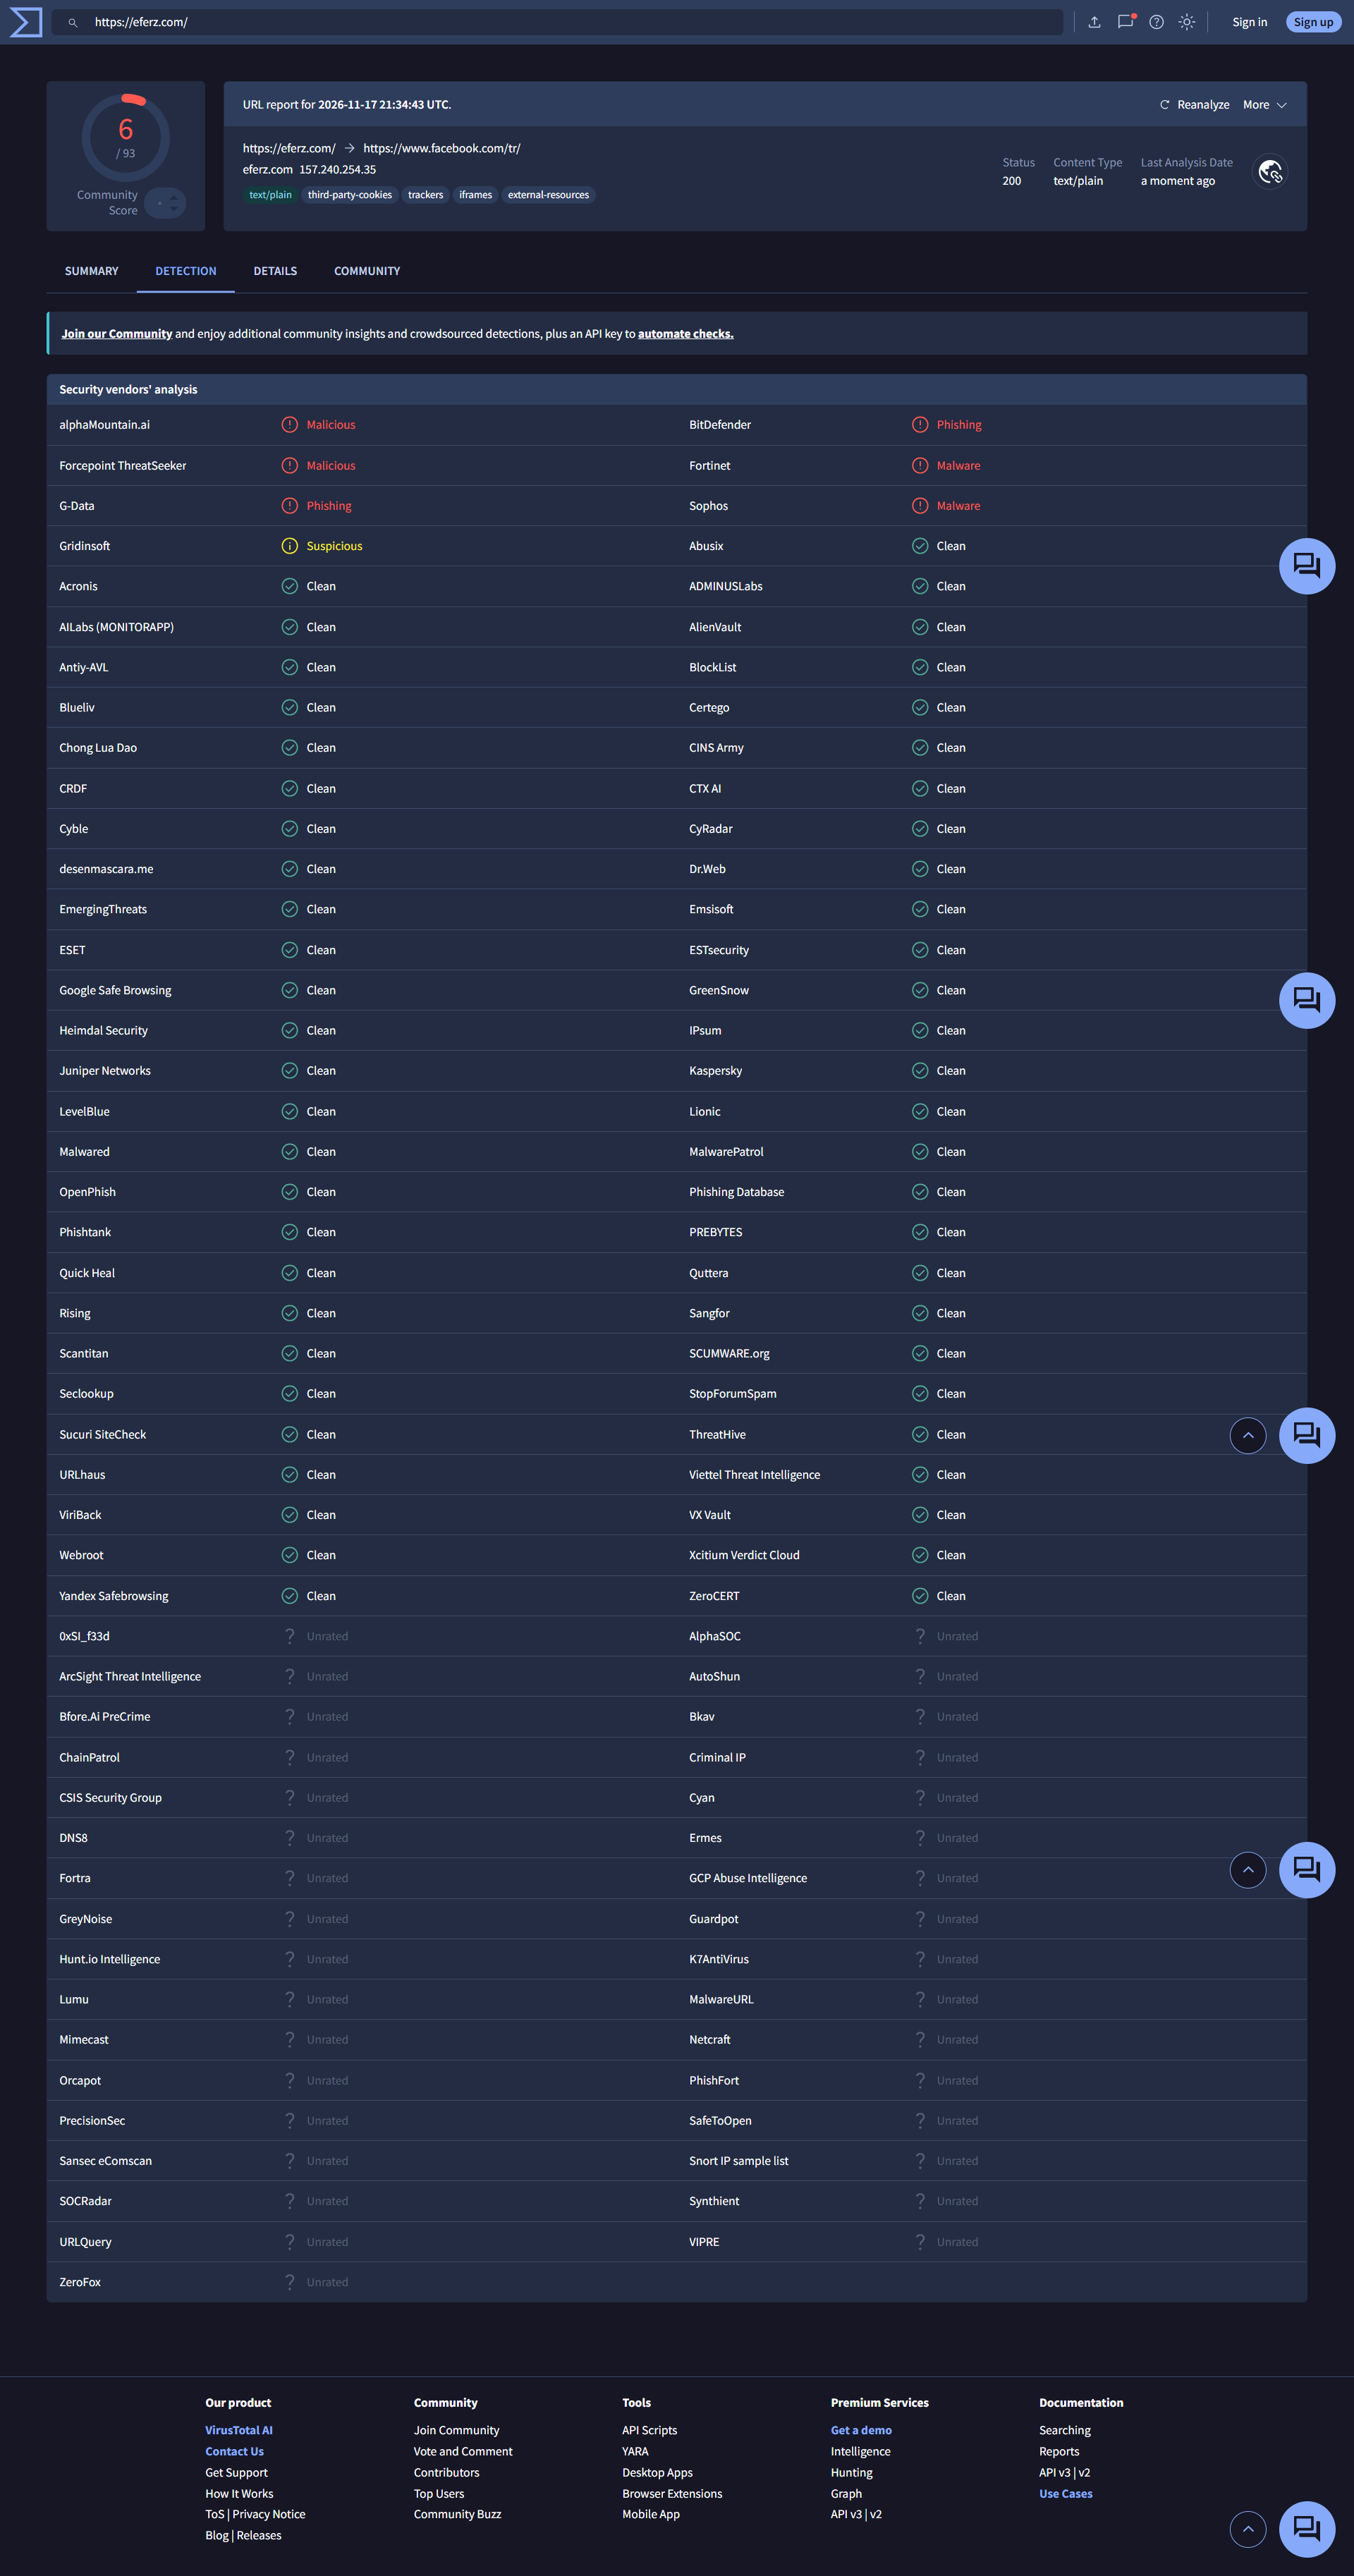 https://eferz.com/
Sign in
Sign up
6
/ 93
Community Score
URL report for 2026-11-17 21:34:43 UTC.
Reanalyze
More
https://eferz.com/ → https://www.facebook.com/tr/
eferz.com 157.240.254.35
text/plain third-party-cookies trackers iframes external-resources
Status
200
Content Type
text/plain
Last Analysis Date
a moment ago
SUMMARY DETECTION DETAILS COMMUNITY
Join our Community and enjoy additional community insights and crowdsourced detections, plus an API key to automate checks.
Security vendors' analysis
alphaMountain.ai Malicious BitDefender Phishing
Forcepoint ThreatSeeker Malicious Fortinet Malware
G-Data Phishing Sophos Malware
Gridinsoft Suspicious Abusix Clean
Acronis Clean ADMINUSLabs Clean
AILabs (MONITORAPP) Clean AlienVault Clean
Antiy-AVL Clean BlockList Clean
Blueliv Clean Certego Clean
Chong Lua Dao Clean CINS Army Clean
CRDF Clean CTX AI Clean
Cyble Clean CyRadar Clean
desenmascara.me Clean Dr.Web Clean
EmergingThreats Clean Emsisoft Clean
ESET Clean ESTsecurity Clean
Google Safe Browsing Clean GreenSnow Clean
Heimdal Security Clean IPsum Clean
Juniper Networks Clean Kaspersky Clean
LevelBlue Clean Lionic Clean
Malwared Clean MalwarePatrol Clean
OpenPhish Clean Phishing Database Clean
Phishtank Clean PREBYTES Clean
Quick Heal Clean Quttera Clean
Rising Clean Sangfor Clean
Scantitan Clean SCUMWARE.org Clean
Seclookup Clean StopForumSpam Clean
Sucuri SiteCheck Clean ThreatHive Clean
URLhaus Clean Viettel Threat Intelligence Clean
ViriBack Clean VX Vault Clean
Webroot Clean Xcitium Verdict Cloud Clean
Yandex Safebrowsing Clean ZeroCERT Clean
0xSI_f33d Unrated AlphaSOC Unrated
ArcSight Threat Intelligence Unrated AutoShun Unrated
Bfore.Ai PreCrime Unrated Bkav Unrated
ChainPatrol Unrated Criminal IP Unrated
CSIS Security Group Unrated Cyan Unrated
DNS8 Unrated Ermes Unrated
Fortra Unrated GCP Abuse Intelligence Unrated
GreyNoise Unrated Guardpot Unrated
Hunt.io Intelligence Unrated K7AntiVirus Unrated
Lumu Unrated MalwareURL Unrated
Mimecast Unrated Netcraft Unrated
Orcapot Unrated PhishFort Unrated
PrecisionSec Unrated SafeToOpen Unrated
Sansec eComscan Unrated Snort IP sample list Unrated
SOCRadar Unrated Synthient Unrated
URLQuery Unrated VIPRE Unrated
ZeroFox Unrated
Our product
VirusTotal AI
Contact Us
Get Support
How It Works
ToS | Privacy Notice
Blog | Releases
Community
Join Community
Vote and Comment
Contributors
Top Users
Community Buzz
Tools
API Scripts
YARA
Desktop Apps
Browser Extensions
Mobile App
Premium Services
Get a demo
Intelligence
Hunting
Graph
API v3 | v2
Documentation
Searching
Reports
API v3 | v2
Use Cases